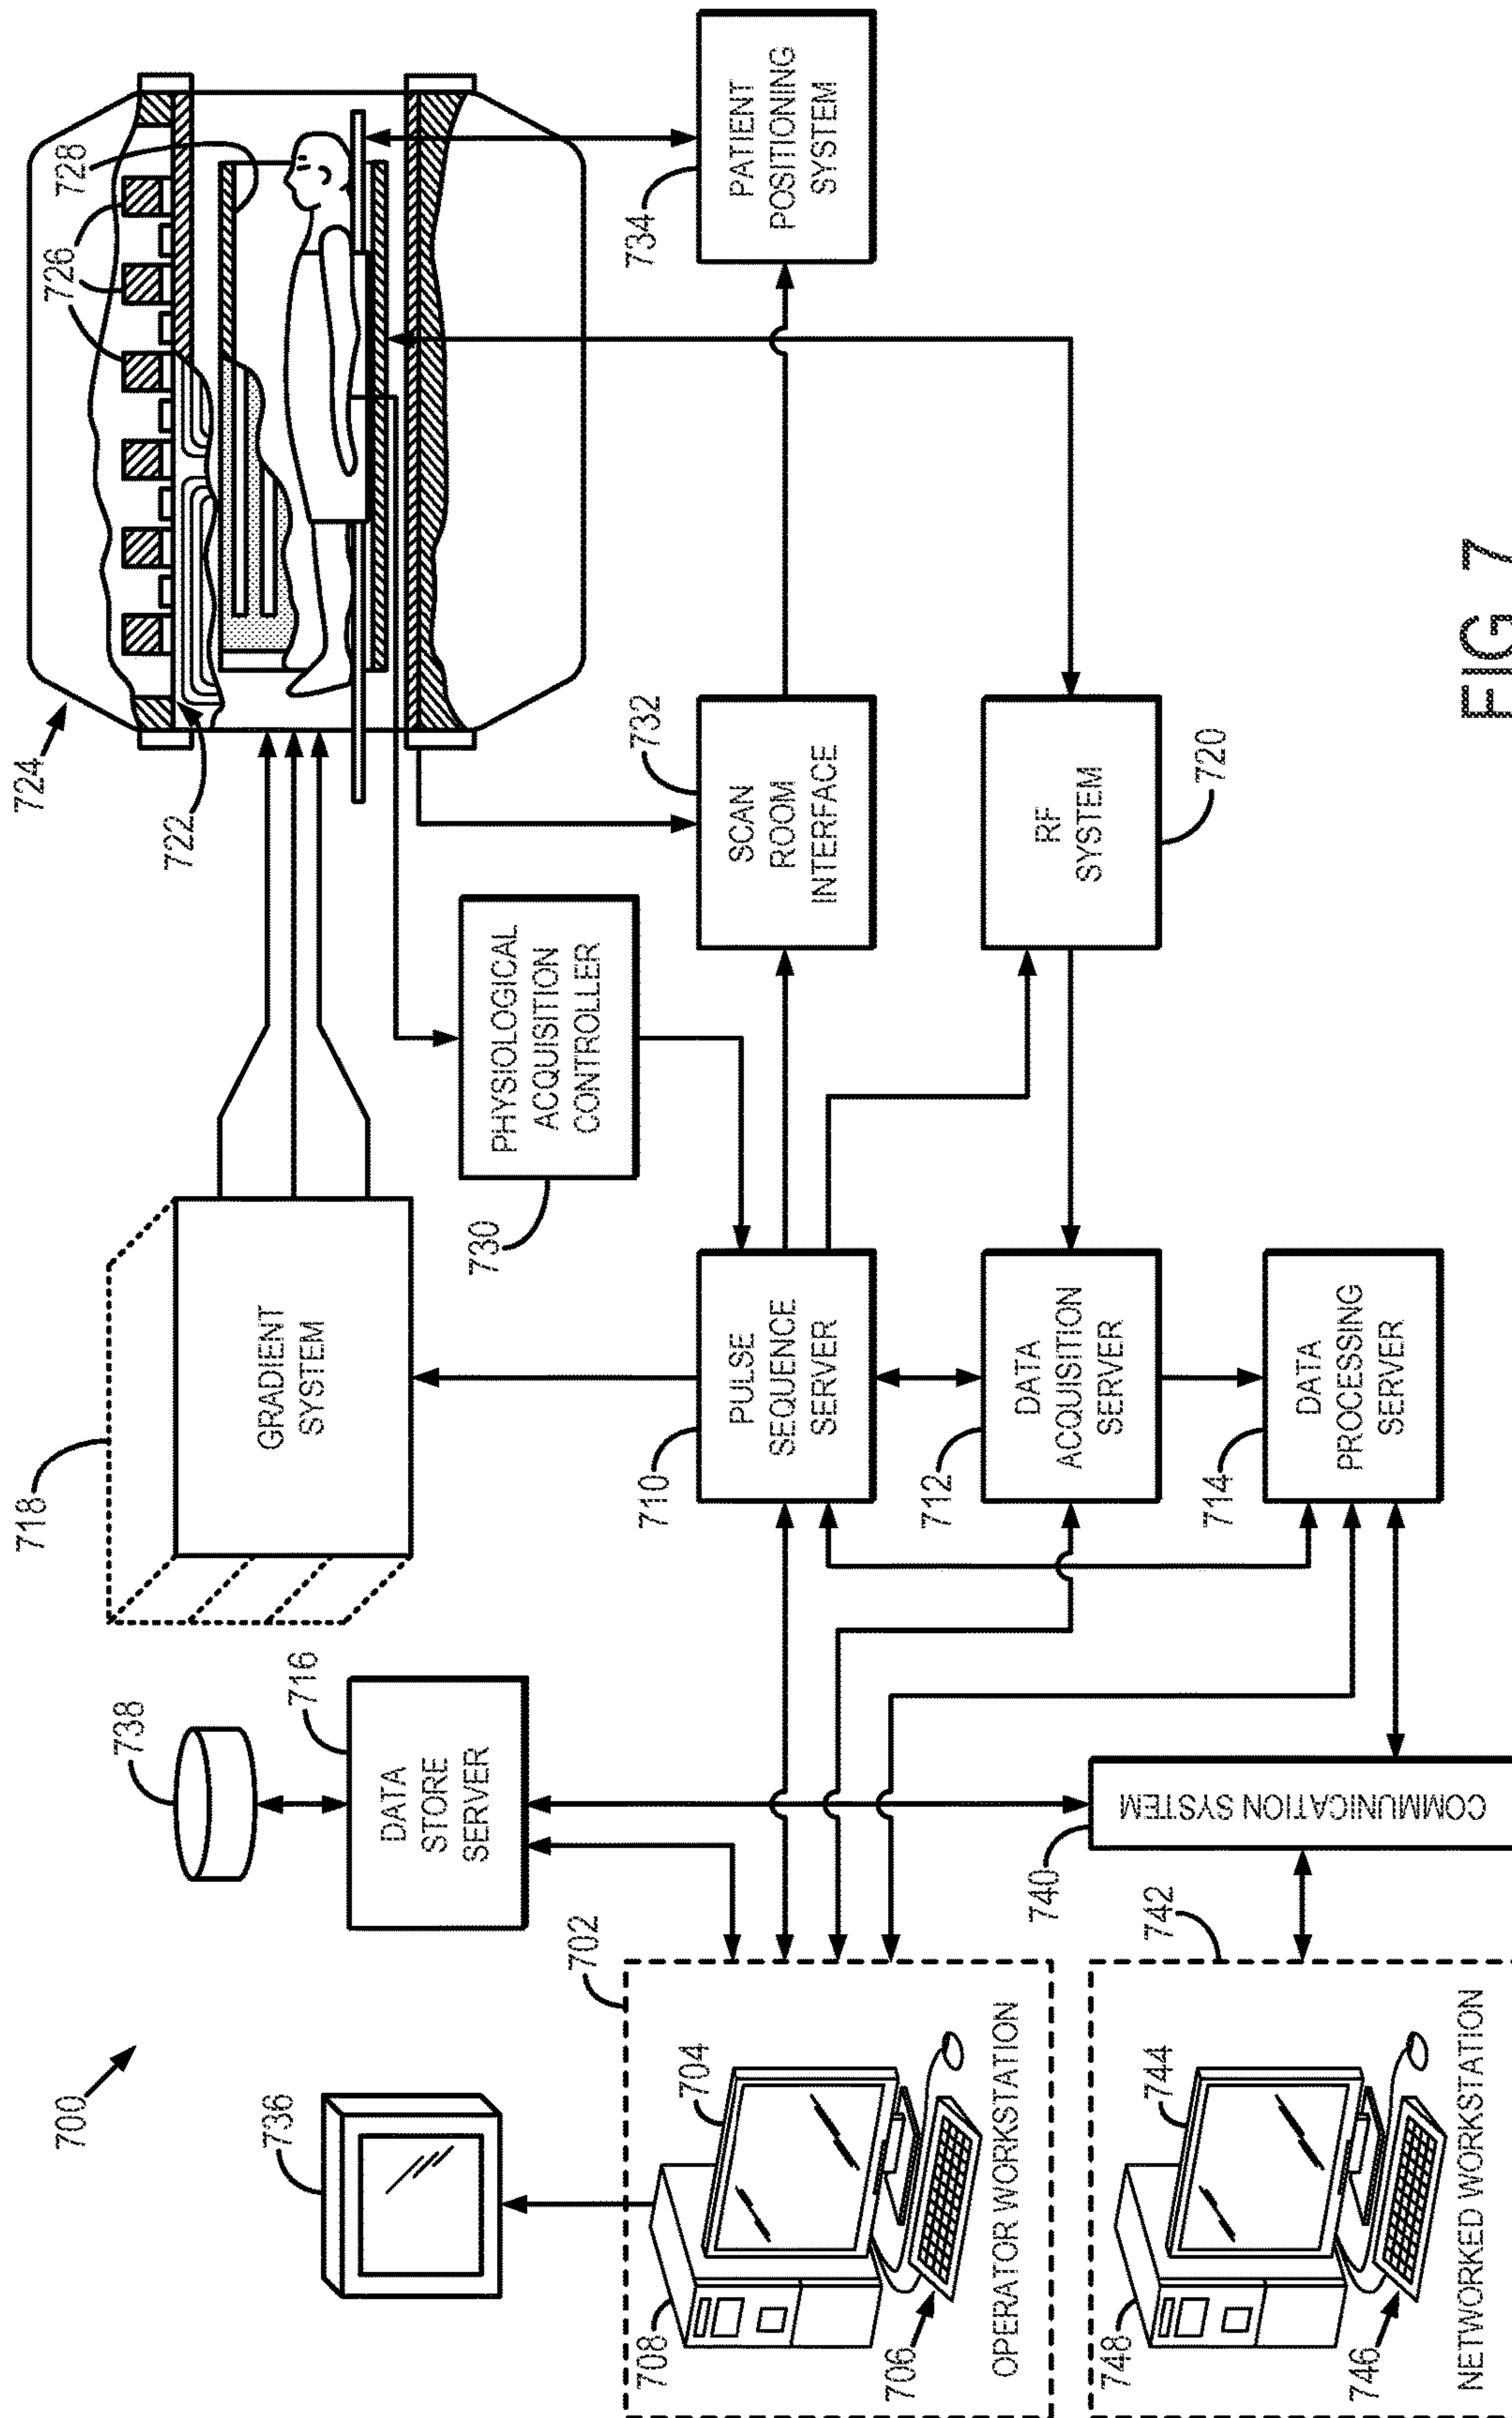 700
736
738
716
DATA
STORE
SERVER
718
GRADIENT
SYSTEM
724
722
726
728
730
PHYSIOLOGICAL
ACQUISITION
CONTROLLER
702
704
708
706
OPERATOR WORKSTATION
710
PULSE
SEQUENCE
SERVER
732
SCAN
ROOM
INTERFACE
734
PATIENT
POSITIONING
SYSTEM
712
DATA
ACQUISITION
SERVER
RF
SYSTEM
720
714
DATA
PROCESSING
SERVER
740
COMMUNICATION SYSTEM
742
744
748
746
NETWORKED WORKSTATION
FIG 7